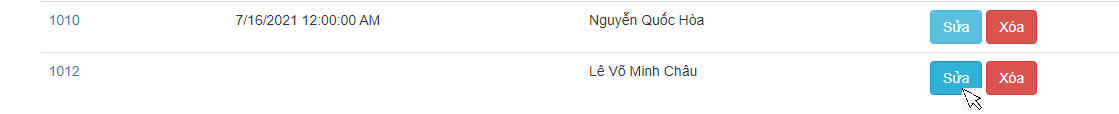 1010 7/16/2021 12:00:00 AM Nguyễn Quốc Hòa Sửa Xóa
1012 Lê Võ Minh Châu Sửa Xóa